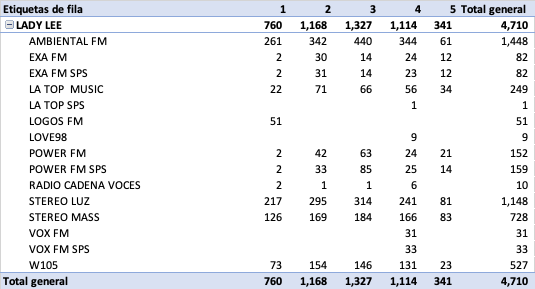 Etiquetas de fila 1 2 3 4 5 Total general
LADY LEE 760 1,168 1,327 1,114 341 4,710
AMBIENTAL FM 261 342 440 344 61 1,448
EXA FM 2 30 14 24 12 82
EXA FM SPS 2 31 14 23 12 82
LA TOP MUSIC 22 71 66 56 34 249
LA TOP SPS 1 1
LOGOS FM 51 51
LOVE98 9 9
POWER FM 2 42 63 24 21 152
POWER FM SPS 2 33 85 25 14 159
RADIO CADENA VOCES 2 1 1 6 10
STEREO LUZ 217 295 314 241 81 1,148
STEREO MASS 126 169 184 166 83 728
VOX FM 31 31
VOX FM SPS 33 33
W105 73 154 146 131 23 527
Total general 760 1,168 1,327 1,114 341 4,710